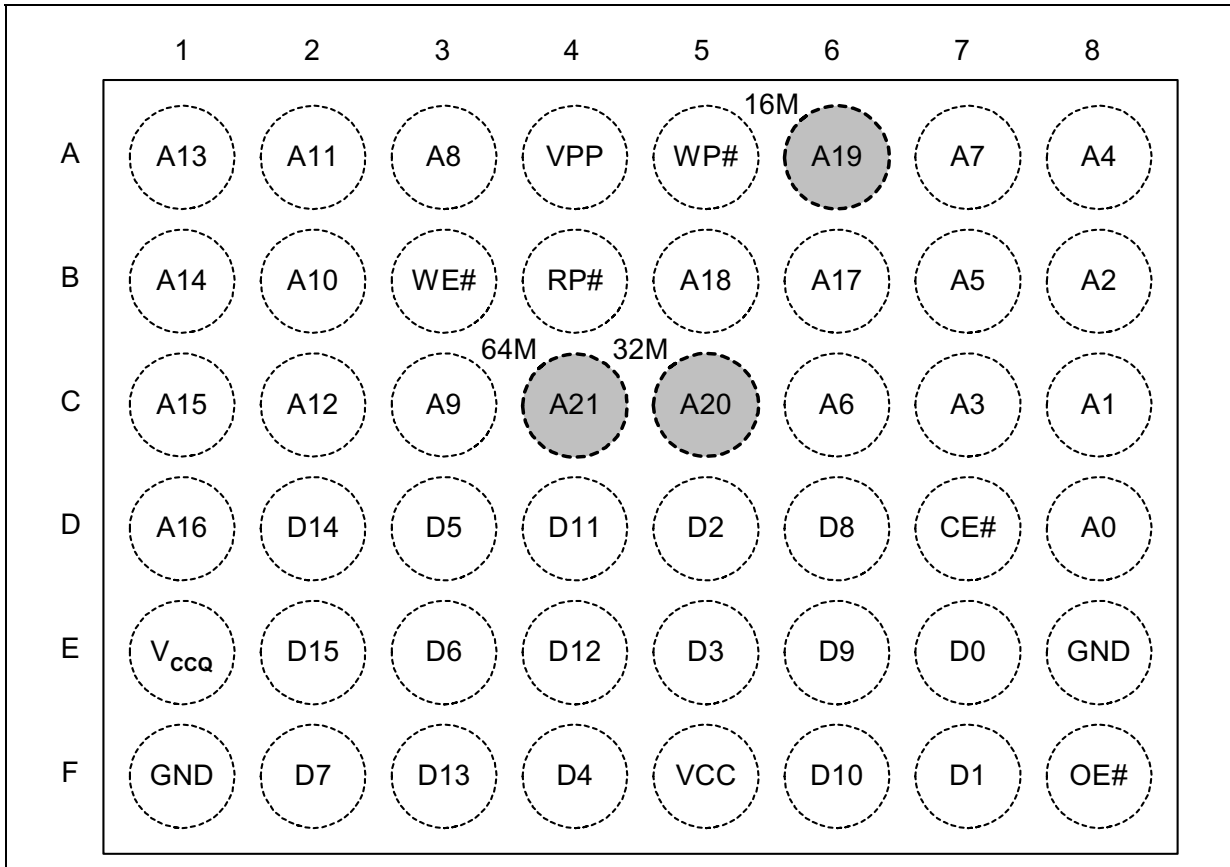 1 2 3 4 5 6 7 8
16M
A A13 A11 A8 VPP WP# A19 A7 A4
B A14 A10 WE# RP# A18 A17 A5 A2
64M 32M
C A15 A12 A9 A21 A20 A6 A3 A1
D A16 D14 D5 D11 D2 D8 CE# A0
E VCCQ D15 D6 D12 D3 D9 D0 GND
F GND D7 D13 D4 VCC D10 D1 OE#